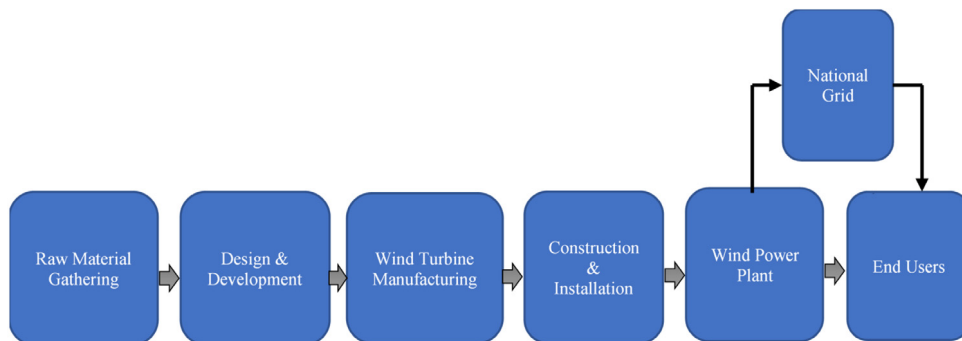 National
Grid
Raw Material
Gathering
Design &
Development
Wind Turbine
Manufacturing
Construction
&
Installation
Wind Power
Plant
End Users